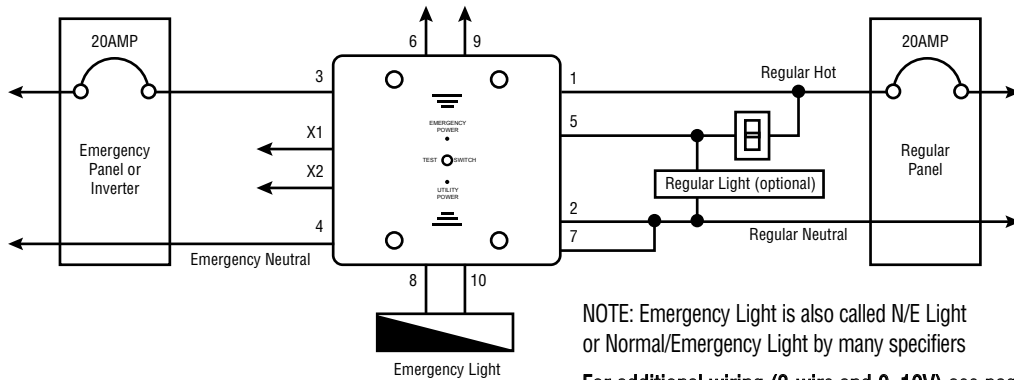 6
9
20AMP
20AMP
3
1
Regular Hot
X1
5
EMERGENCY
POWER
TEST
SWITCH
UTILITY
POWER
Emergency
Panel or
Inverter
X2
Regular Light (optional)
Regular
Panel
4
2
7
Emergency Neutral
Regular Neutral
8
10
Emergency Light
NOTE: Emergency Light is also called N/E Light
or Normal/Emergency Light by many specifiers